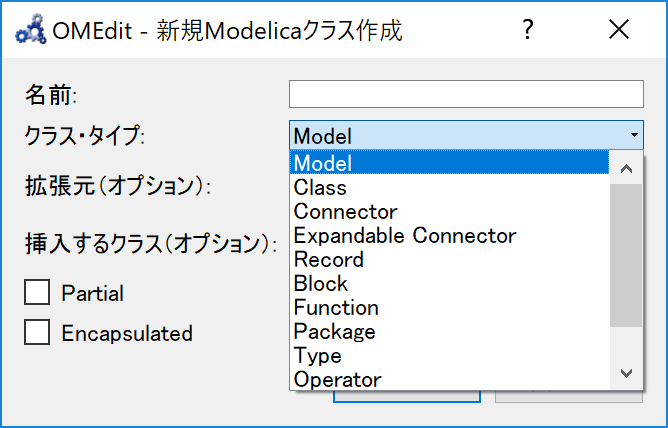 OMEdit - 新規Modelicaクラス作成
名前:
クラス・タイプ: Model
Model
Class
拡張元(オプション):
Connector
Expandable Connector
挿入するクラス(オプション):
Record
Block
Partial
Function
Package
Encapsulated
Type
Operator